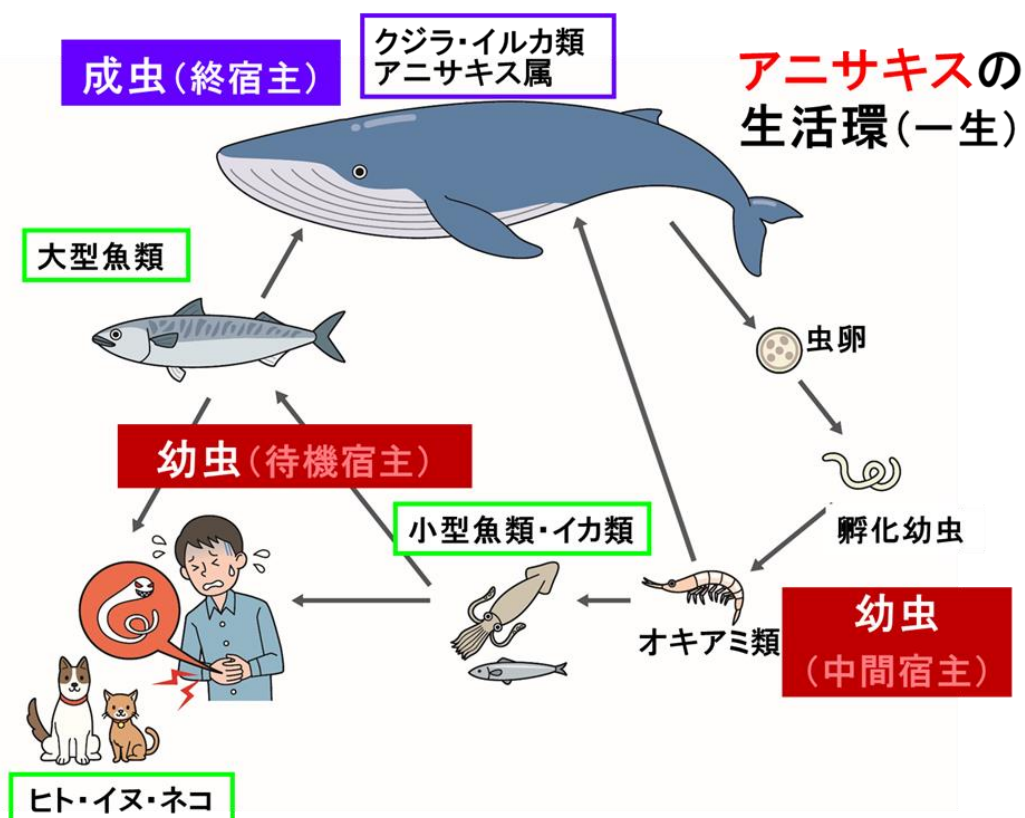 アニサキスの
生活環(一生)
成虫(終宿主)
クジラ・イルカ類
アニサキス属
大型魚類
虫卵
幼虫(待機宿主)
小型魚類・イカ類
孵化幼虫
オキアミ類
幼虫
(中間宿主)
ヒト・イヌ・ネコ